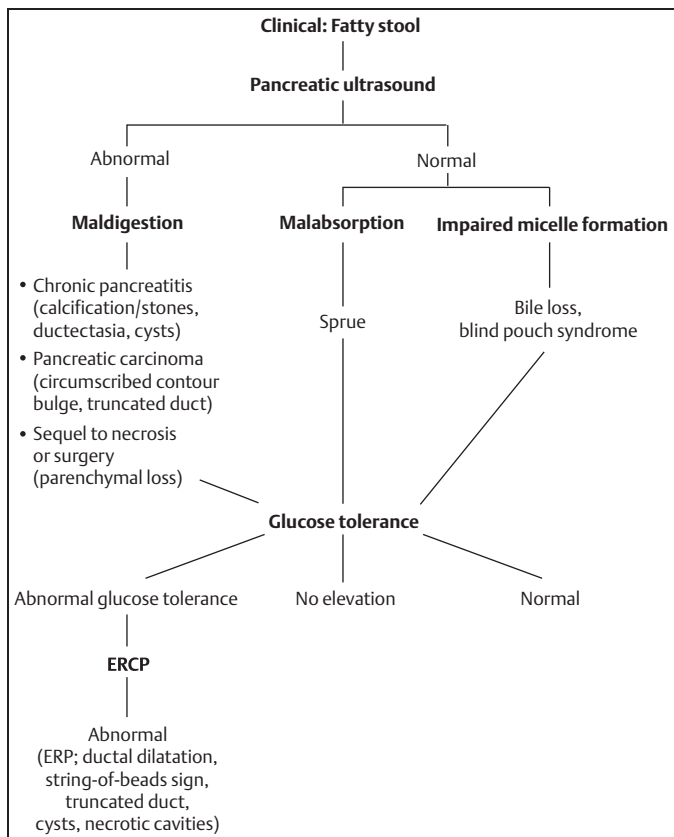 Clinical: Fatty stool
Pancreatic ultrasound
Abnormal
Normal
Maldigestion
Malabsorption
Impaired micelle formation
• Chronic pancreatitis
(calcification/stones,
ductectasia, cysts)
• Pancreatic carcinoma
(circumscribed contour
bulge, truncated duct)
• Sequel to necrosis
or surgery
(parenchymal loss)
Sprue
Bile loss,
blind pouch syndrome
Glucose tolerance
Abnormal glucose tolerance
No elevation
Normal
ERCP
Abnormal
(ERP; ductal dilatation,
string-of-beads sign,
truncated duct,
cysts, necrotic cavities)